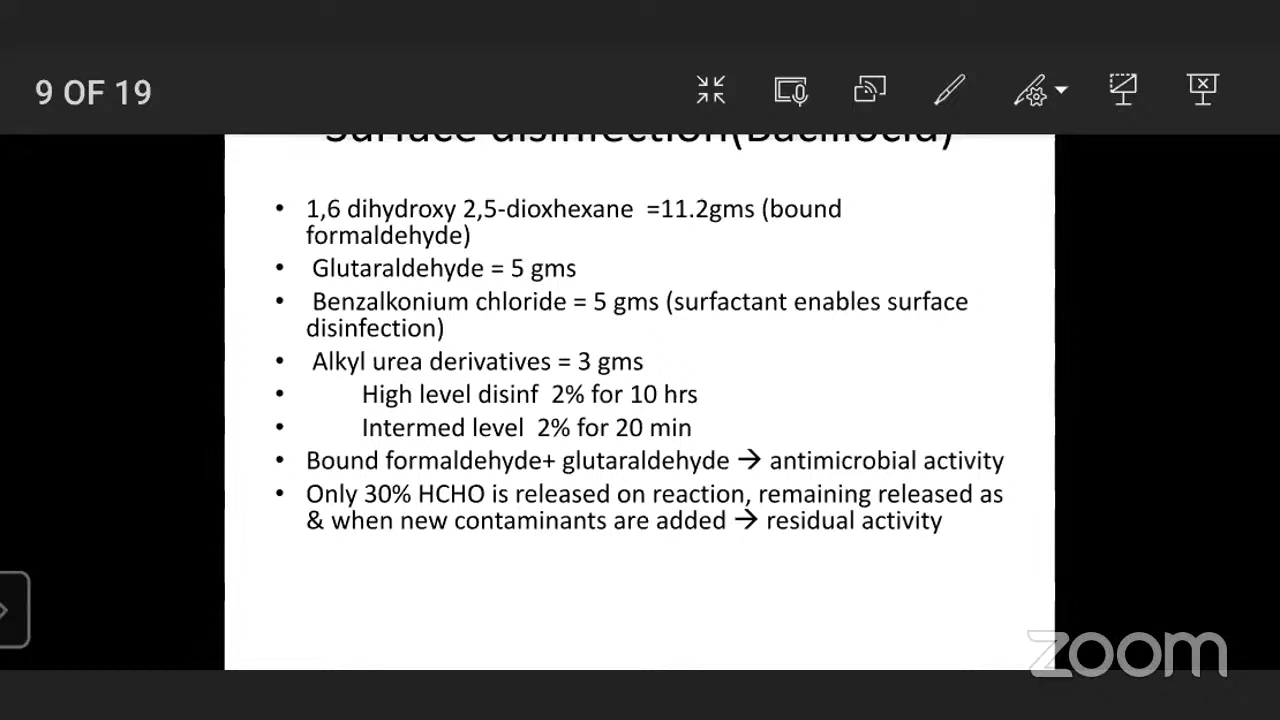 9 OF 19
Surface disinfection(Bacillocid)
• 1,6 dihydroxy 2,5-dioxhexane =11.2gms (bound
formaldehyde)
• Glutaraldehyde = 5 gms
• Benzalkonium chloride = 5 gms (surfactant enables surface
disinfection)
• Alkyl urea derivatives = 3 gms
• High level disinf 2% for 10 hrs
• Intermed level 2% for 20 min
• Bound formaldehyde+ glutaraldehyde → antimicrobial activity
• Only 30% HCHO is released on reaction, remaining released as
& when new contaminants are added → residual activity
zoom